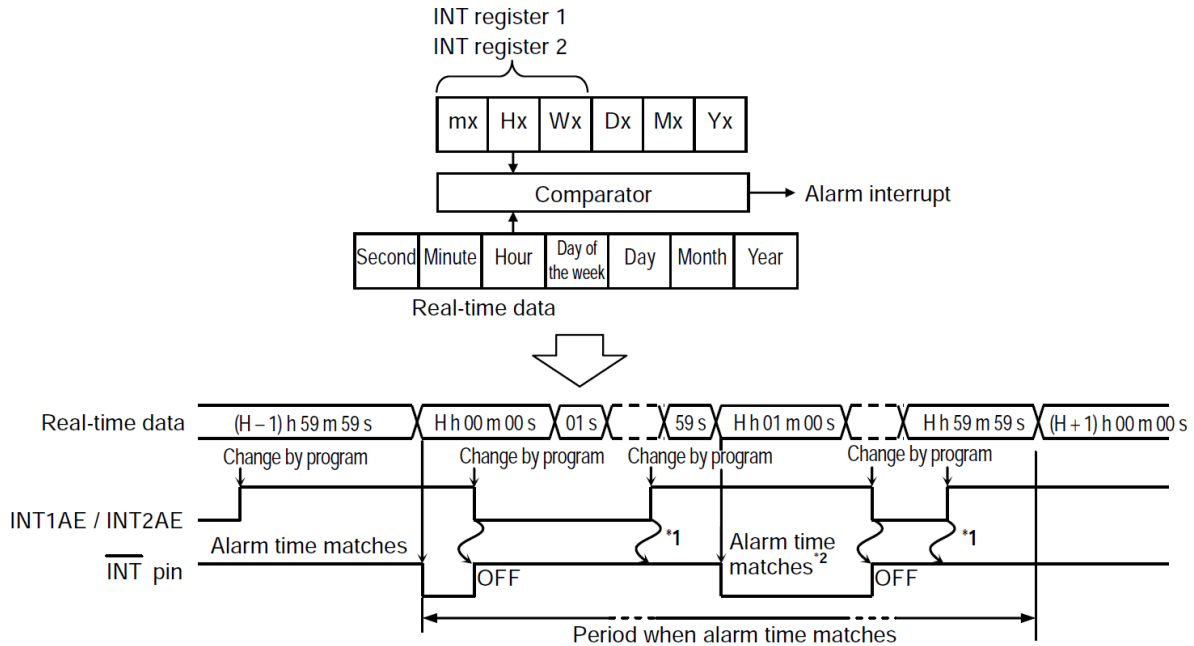 INT register 1
INT register 2
mx Hx Wx Dx Mx Yx
Comparator
Alarm interrupt
Second Minute Hour Day of the week Day Month Year
Real-time data
Real-time data
(H – 1) h 59 m 59 s
H h 00 m 00 s
01 s
59 s
H h 01 m 00 s
H h 59 m 59 s
(H + 1) h 00 m 00 s
Change by program
Change by program
Change by program
Change by program
INT1AE / INT2AE
*1
*1
Alarm time matches
Alarm time
matches*2
INT pin
OFF
OFF
Period when alarm time matches